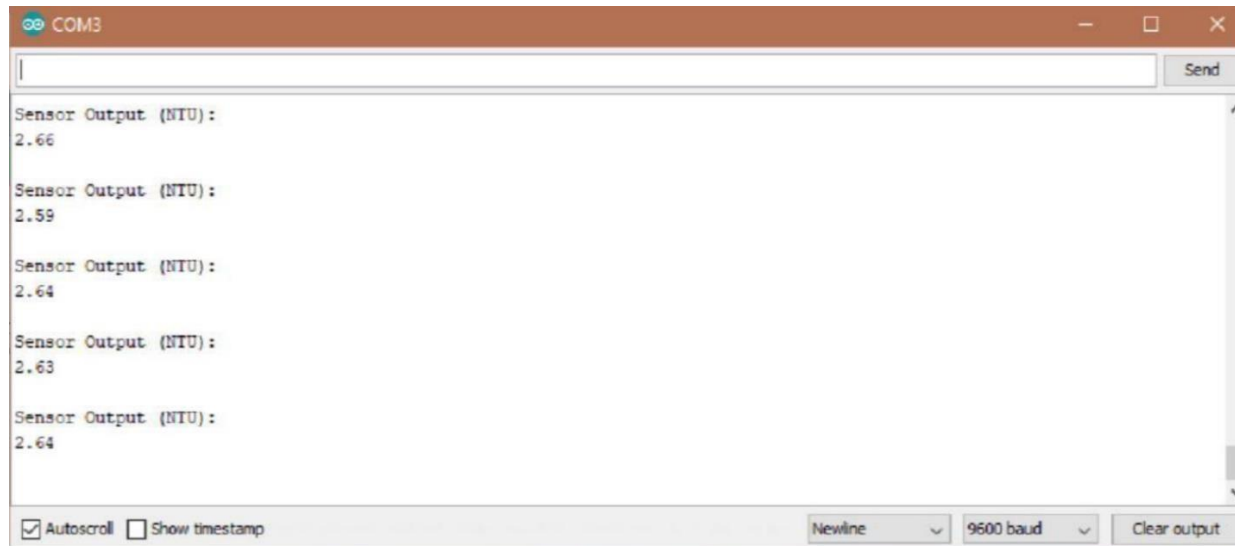 COM3
Send
Sensor Output (NTU):
2.66
Sensor Output (NTU):
2.59
Sensor Output (NTU):
2.64
Sensor Output (NTU):
2.63
Sensor Output (NTU):
2.64
Autoscroll Show timestamp Newline 9600 baud Clear output